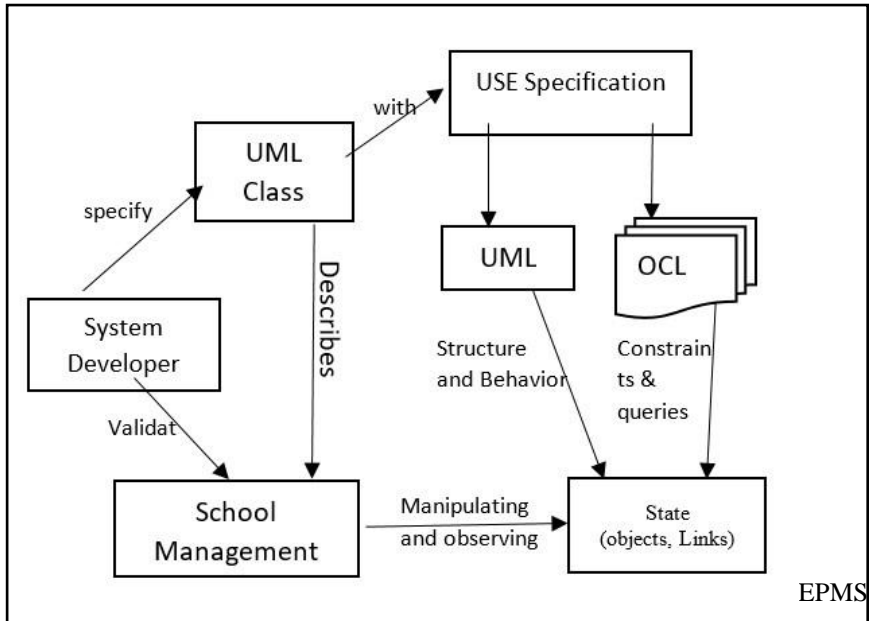 USE Specification
with
UML
Class
specify
UML
OCL
Describes
System
Developer
Structure
and Behavior
Constrain
ts &
queries
Validat
School
Management
Manipulating
and observing
State
(objects, Links)
EPMS